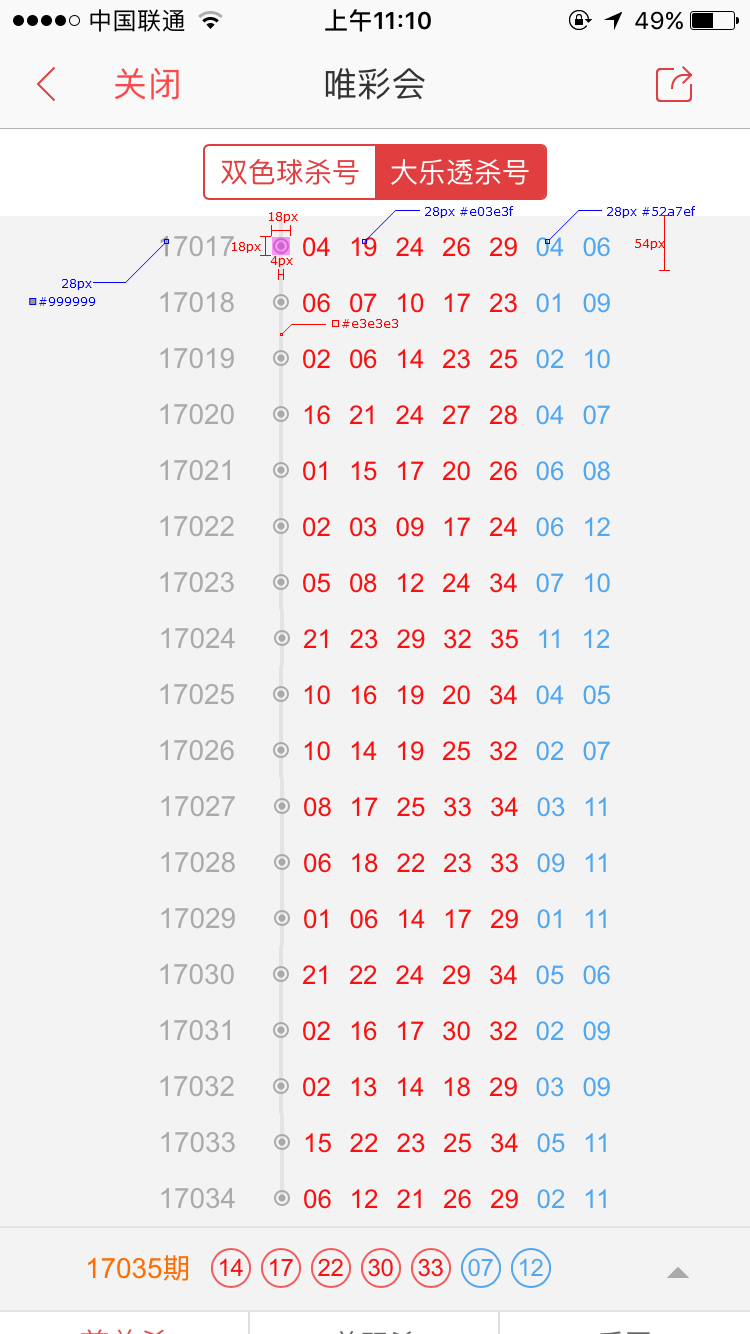 中国联通 上午11:10 49%
关闭 唯彩会
双色球杀号 大乐透杀号
18px 28px #e03e3f 28px #52a7ef
17017 18px 04 19 24 26 29 04 06 54px
4px
28px
#999999
17018 06 07 10 17 23 01 09
#e3e3e3
17019 02 06 14 23 25 02 10
17020 16 21 24 27 28 04 07
17021 01 15 17 20 26 06 08
17022 02 03 09 17 24 06 12
17023 05 08 12 24 34 07 10
17024 21 23 29 32 35 11 12
17025 10 16 19 20 34 04 05
17026 10 14 19 25 32 02 07
17027 08 17 25 33 34 03 11
17028 06 18 22 23 33 09 11
17029 01 06 14 17 29 01 11
17030 21 22 24 29 34 05 06
17031 02 16 17 30 32 02 09
17032 02 13 14 18 29 03 09
17033 15 22 23 25 34 05 11
17034 06 12 21 26 29 02 11
17035期 14 17 22 30 33 07 12